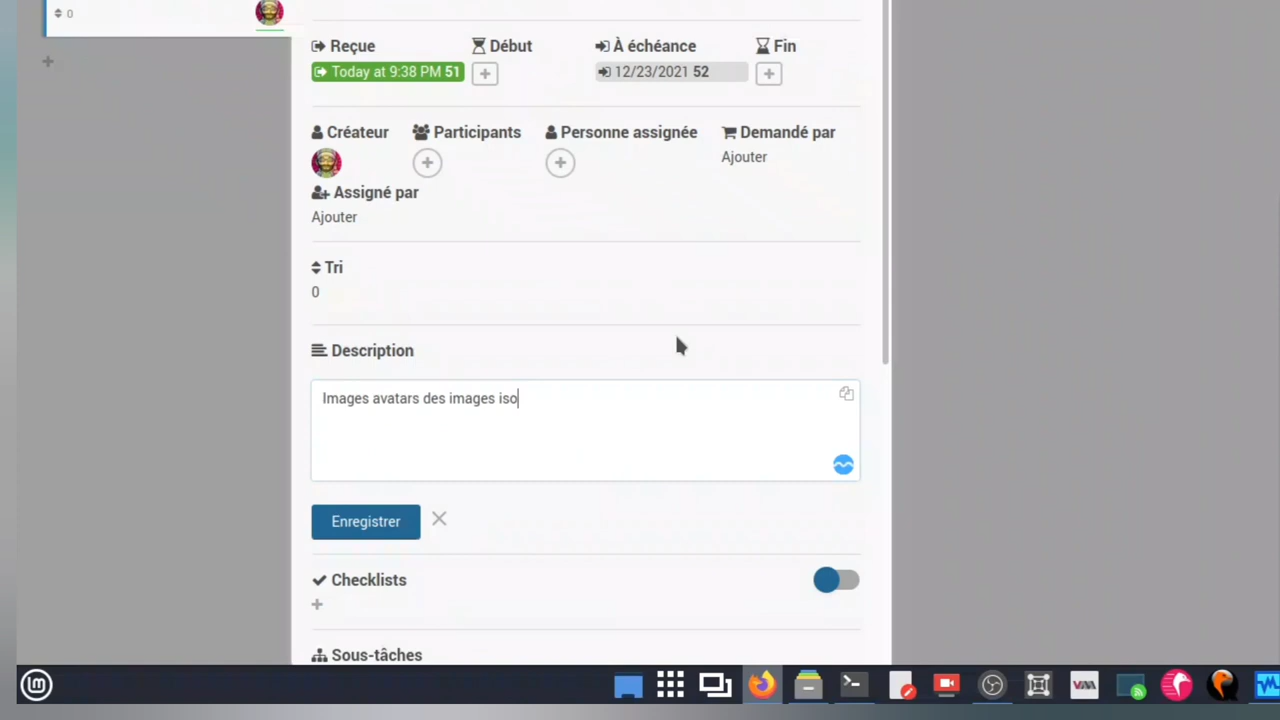 0
Reçue
Début
À échéance
Fin
Today at 9:38 PM 51
12/23/2021 52
Créateur
Participants
Personne assignée
Demandé par
Ajouter
Assigné par
Ajouter
Tri
0
Description
Images avatars des images iso
Enregistrer
Checklists
Sous-tâches